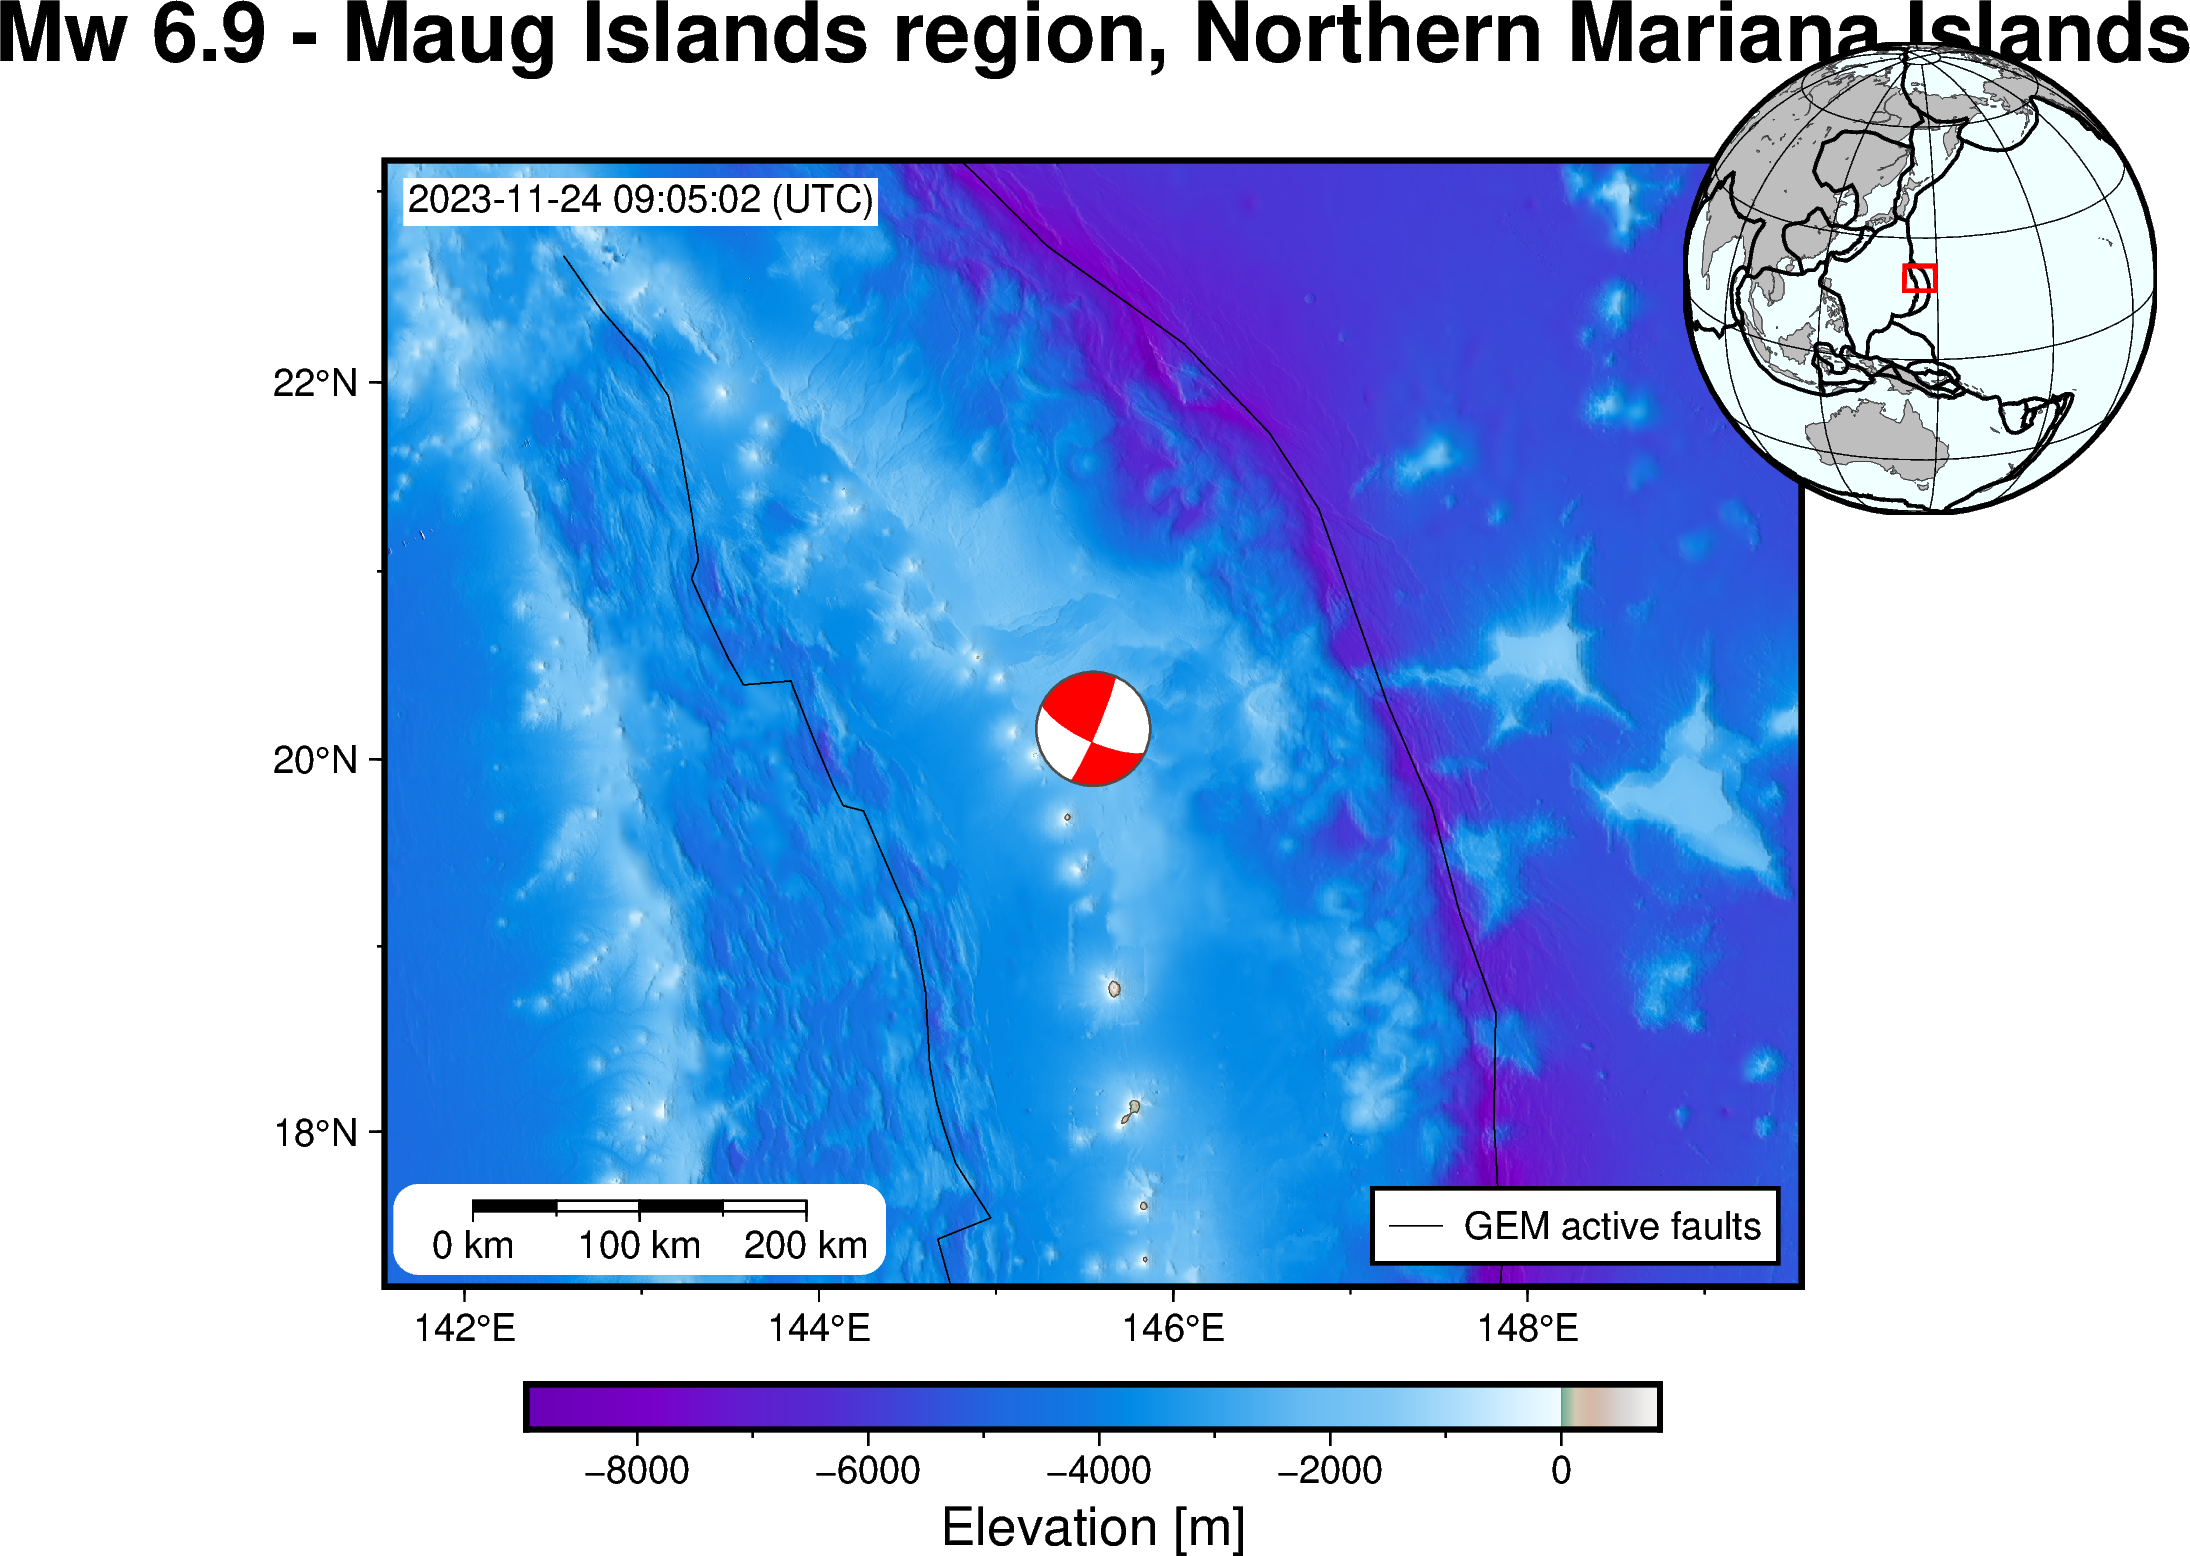 Mw 6.9 - Maug Islands region, Northern Mariana Islands
2023-11-24 09:05:02 (UTC)
22°N
20°N
18°N
0 km 100 km 200 km
GEM active faults
142°E 144°E 146°E 148°E
−8000 −6000 −4000 −2000 0
Elevation [m]